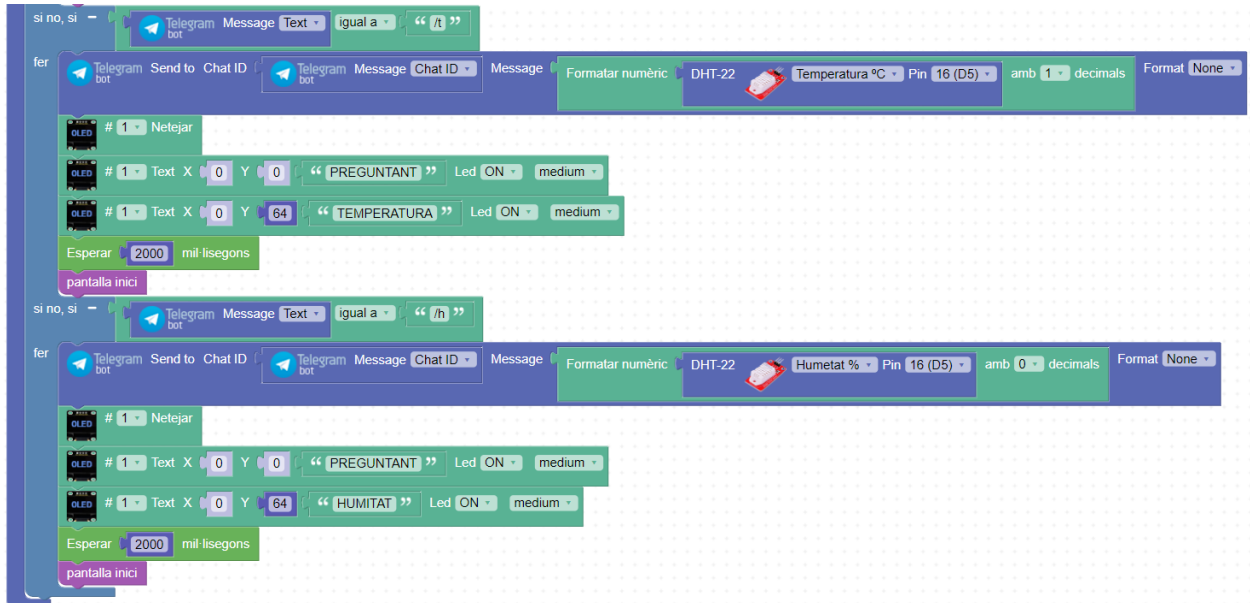 si no, si − Telegram bot Message Text igual a “ /t ”
fer Telegram bot Send to Chat ID Telegram bot Message Chat ID Message Formatar numèric DHT-22 Temperatura ºC Pin 16 (D5) amb 1 decimals Format None
OLED # 1 Netejar
OLED # 1 Text X 0 Y 0 “ PREGUNTANT ” Led ON medium
OLED # 1 Text X 0 Y 64 “ TEMPERATURA ” Led ON medium
Esperar 2000 mil·lisegons
pantalla inici
si no, si − Telegram bot Message Text igual a “ /h ”
fer Telegram bot Send to Chat ID Telegram bot Message Chat ID Message Formatar numèric DHT-22 Humetat % Pin 16 (D5) amb 0 decimals Format None
OLED # 1 Netejar
OLED # 1 Text X 0 Y 0 “ PREGUNTANT ” Led ON medium
OLED # 1 Text X 0 Y 64 “ HUMITAT ” Led ON medium
Esperar 2000 mil·lisegons
pantalla inici